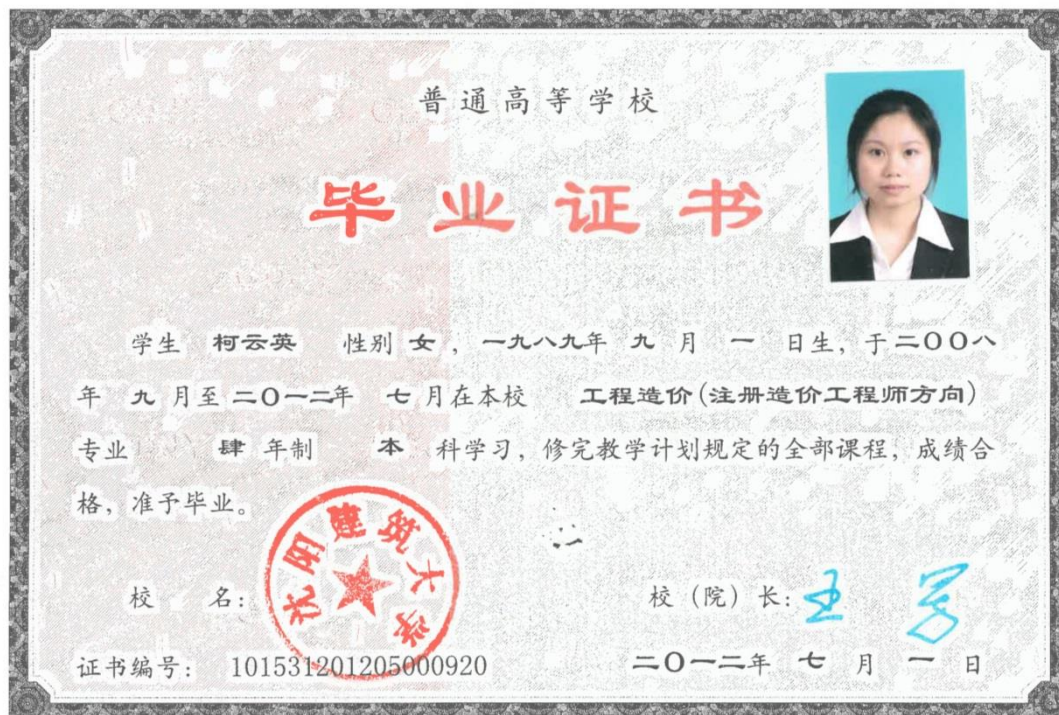 普通高等学校
毕业证书
学生 柯云英 性别 女，一九八九年 九 月 一 日生，于二〇〇八
年 九 月至二〇一二年 七 月在本校 工程造价(注册造价工程师方向)
专业 肆 年制 本 科学习，修完教学计划规定的全部课程，成绩合
格，准予毕业。
沈阳建筑大学
校 名：
校（院）长：
证书编号： 101531201205000920
二〇一二年 七 月 一 日